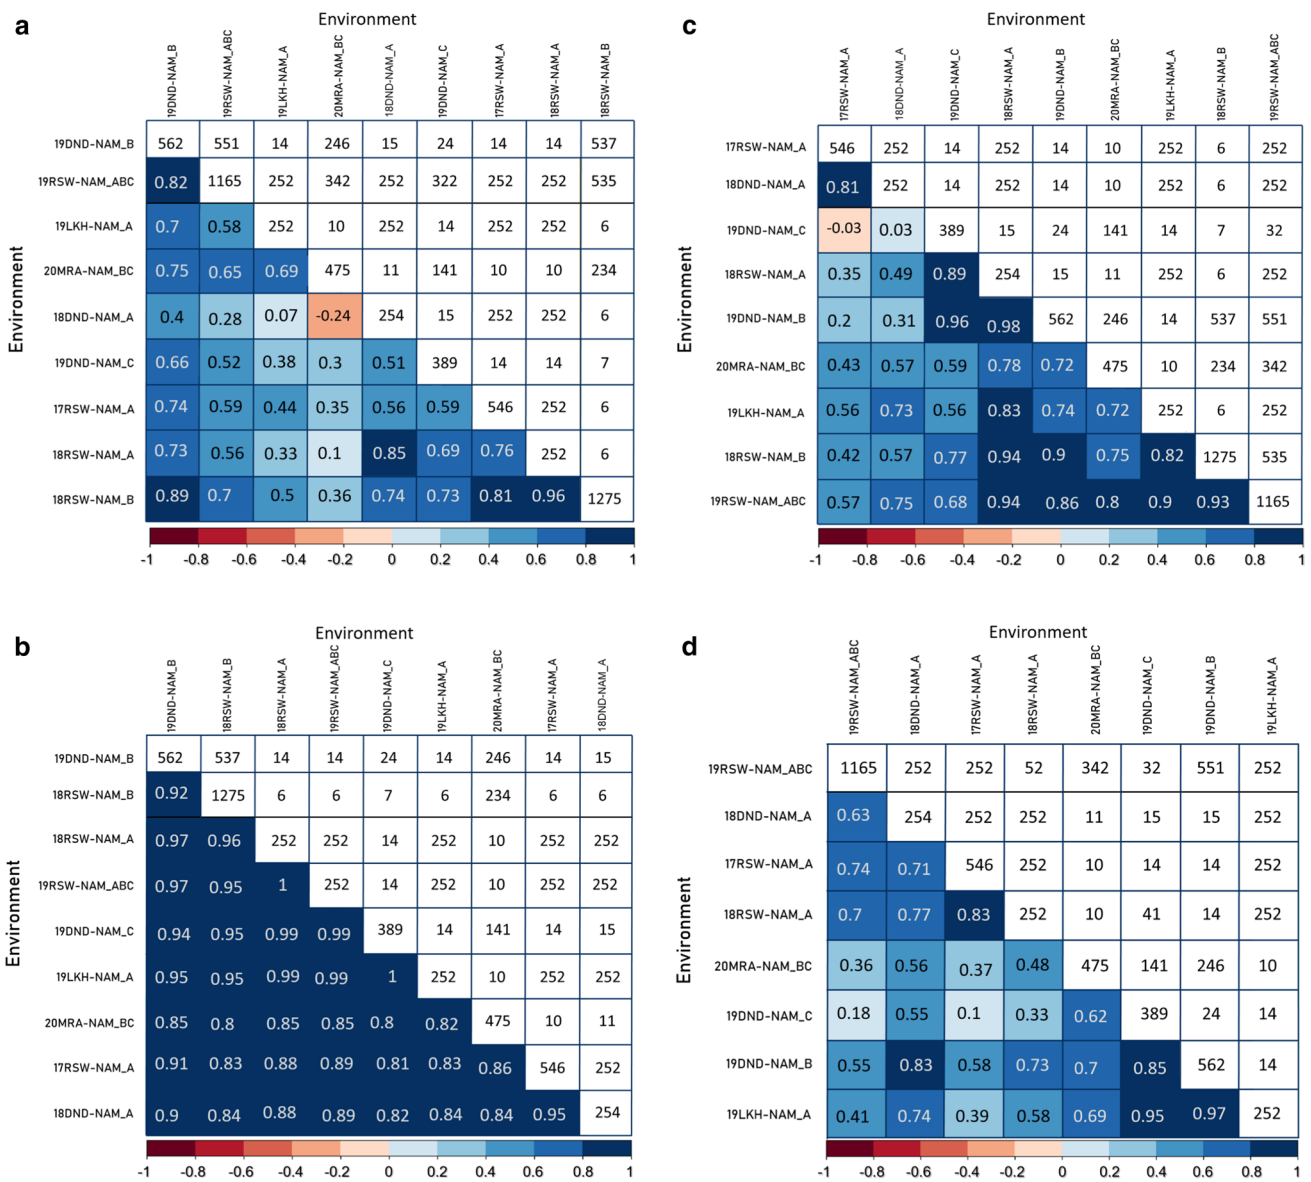 a
Environment
19DND-NAM_B 19RSW-NAM_ABC 19LKH-NAM_A 20MRA-NAM_BC 18DND-NAM_A 19DND-NAM_C 17RSW-NAM_A 18RSW-NAM_A 18RSW-NAM_B
Environment
19DND-NAM_B 562 551 14 246 15 24 14 14 537
19RSW-NAM_ABC 0.82 1165 252 342 252 322 252 252 535
19LKH-NAM_A 0.7 0.58 252 10 252 14 252 252 6
20MRA-NAM_BC 0.75 0.65 0.69 475 11 141 10 10 234
18DND-NAM_A 0.4 0.28 0.07 -0.24 254 15 252 252 6
19DND-NAM_C 0.66 0.52 0.38 0.3 0.51 389 14 14 7
17RSW-NAM_A 0.74 0.59 0.44 0.35 0.56 0.59 546 252 6
18RSW-NAM_A 0.73 0.56 0.33 0.1 0.85 0.69 0.76 252 6
18RSW-NAM_B 0.89 0.7 0.5 0.36 0.74 0.73 0.81 0.96 1275
-1 -0.8 -0.6 -0.4 -0.2 0 0.2 0.4 0.6 0.8 1
c
Environment
17RSW-NAM_A 18DND-NAM_A 19DND-NAM_C 18RSW-NAM_A 19DND-NAM_B 20MRA-NAM_BC 19LKH-NAM_A 18RSW-NAM_B 19RSW-NAM_ABC
Environment
17RSW-NAM_A 546 252 14 252 14 10 252 6 252
18DND-NAM_A 0.81 252 14 252 14 10 252 6 252
19DND-NAM_C -0.03 0.03 389 15 24 141 14 7 32
18RSW-NAM_A 0.35 0.49 0.89 254 15 11 252 6 252
19DND-NAM_B 0.2 0.31 0.96 0.98 562 246 14 537 551
20MRA-NAM_BC 0.43 0.57 0.59 0.78 0.72 475 10 234 342
19LKH-NAM_A 0.56 0.73 0.56 0.83 0.74 0.72 252 6 252
18RSW-NAM_B 0.42 0.57 0.77 0.94 0.9 0.75 0.82 1275 535
19RSW-NAM_ABC 0.57 0.75 0.68 0.94 0.86 0.8 0.9 0.93 1165
-1 -0.8 -0.6 -0.4 -0.2 0 0.2 0.4 0.6 0.8 1
b
Environment
19DND-NAM_B 18RSW-NAM_B 18RSW-NAM_A 19RSW-NAM_ABC 19DND-NAM_C 19LKH-NAM_A 20MRA-NAM_BC 17RSW-NAM_A 18DND-NAM_A
Environment
19DND-NAM_B 562 537 14 14 24 14 246 14 15
18RSW-NAM_B 0.92 1275 6 6 7 6 234 6 6
18RSW-NAM_A 0.97 0.96 252 252 14 252 10 252 252
19RSW-NAM_ABC 0.97 0.95 1 252 14 252 10 252 252
19DND-NAM_C 0.94 0.95 0.99 0.99 389 14 141 14 15
19LKH-NAM_A 0.95 0.95 0.99 0.99 1 252 10 252 252
20MRA-NAM_BC 0.85 0.8 0.85 0.85 0.8 0.82 475 10 11
17RSW-NAM_A 0.91 0.83 0.88 0.89 0.81 0.83 0.86 546 252
18DND-NAM_A 0.9 0.84 0.88 0.89 0.82 0.84 0.84 0.95 254
-1 -0.8 -0.6 -0.4 -0.2 0 0.2 0.4 0.6 0.8 1
d
Environment
19RSW-NAM_ABC 18DND-NAM_A 17RSW-NAM_A 18RSW-NAM_A 20MRA-NAM_BC 19DND-NAM_C 19DND-NAM_B 19LKH-NAM_A
Environment
19RSW-NAM_ABC 1165 252 252 52 342 32 551 252
18DND-NAM_A 0.63 254 252 252 11 15 15 252
17RSW-NAM_A 0.74 0.71 546 252 10 14 14 252
18RSW-NAM_A 0.7 0.77 0.83 252 10 41 14 252
20MRA-NAM_BC 0.36 0.56 0.37 0.48 475 141 246 10
19DND-NAM_C 0.18 0.55 0.1 0.33 0.62 389 24 14
19DND-NAM_B 0.55 0.83 0.58 0.73 0.7 0.85 562 14
19LKH-NAM_A 0.41 0.74 0.39 0.58 0.69 0.95 0.97 252
-1 -0.8 -0.6 -0.4 -0.2 0 0.2 0.4 0.6 0.8 1